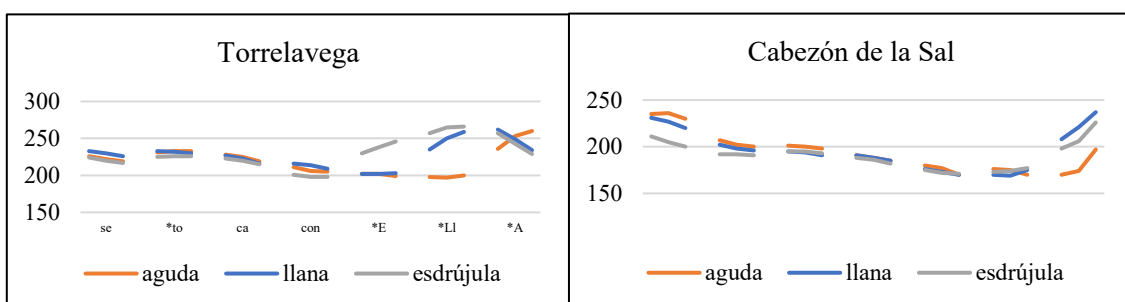 Torrelavega
300
250
200
150
se *to ca con *E *Ll *A
aguda llana esdrújula
Cabezón de la Sal
250
200
150
aguda llana esdrújula